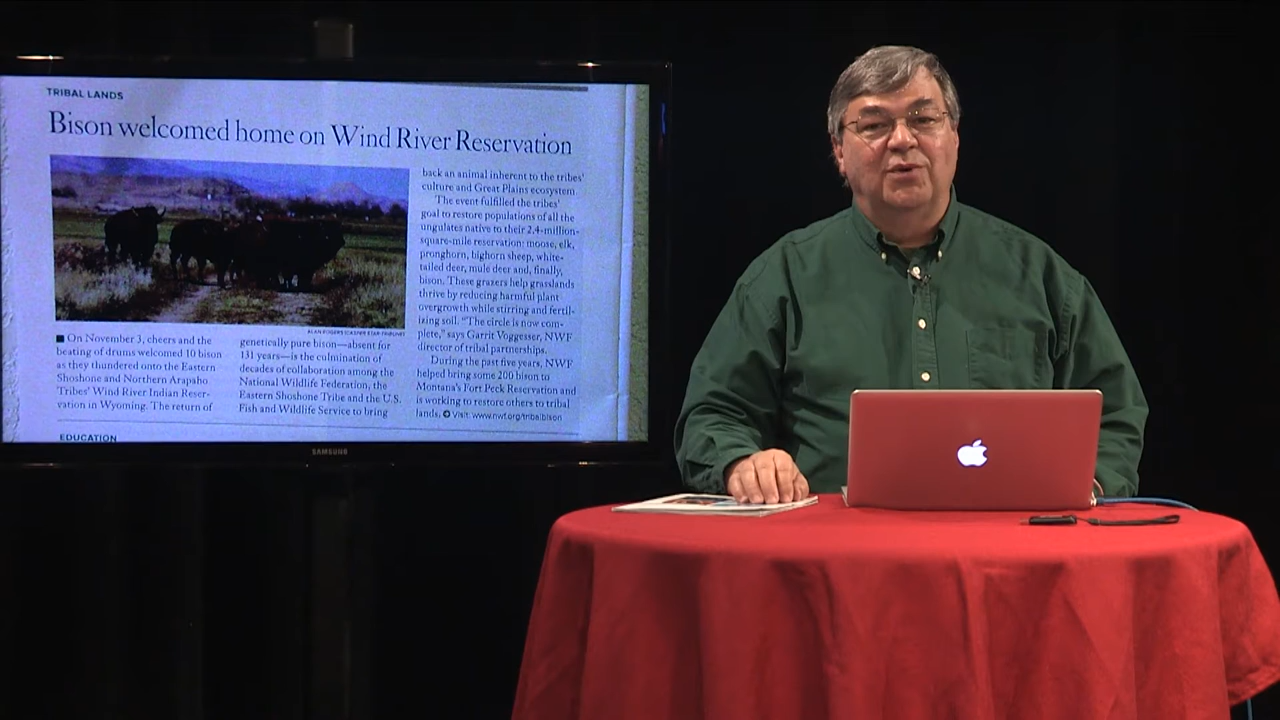 TRIBAL LANDS
Bison welcomed home on Wind River Reservation
ALAN ROGERS/CASPER STAR-TRIBUNE
■ On November 3, cheers and the
beating of drums welcomed 10 bison
as they thundered onto the Eastern
Shoshone and Northern Arapaho
Tribes' Wind River Indian Reser-
vation in Wyoming. The return of
genetically pure bison—absent for
131 years—is the culmination of
decades of collaboration among the
National Wildlife Federation, the
Eastern Shoshone Tribe and the U.S.
Fish and Wildlife Service to bring
back an animal inherent to the tribes'
culture and Great Plains ecosystem.
The event fulfilled the tribes'
goal to restore populations of all the
ungulates native to their 2.4-million-
square-mile reservation: moose, elk,
pronghorn, bighorn sheep, white-
tailed deer, mule deer and, finally,
bison. These grazers help grasslands
thrive by reducing harmful plant
overgrowth while stirring and fertil-
izing soil. "The circle is now com-
plete," says Garrit Voggesser, NWF
director of tribal partnerships.
During the past five years, NWF
helped bring some 200 bison to
Montana's Fort Peck Reservation and
is working to restore others to tribal
lands. Visit: www.nwf.org/tribalbison
EDUCATION
SAMSUNG